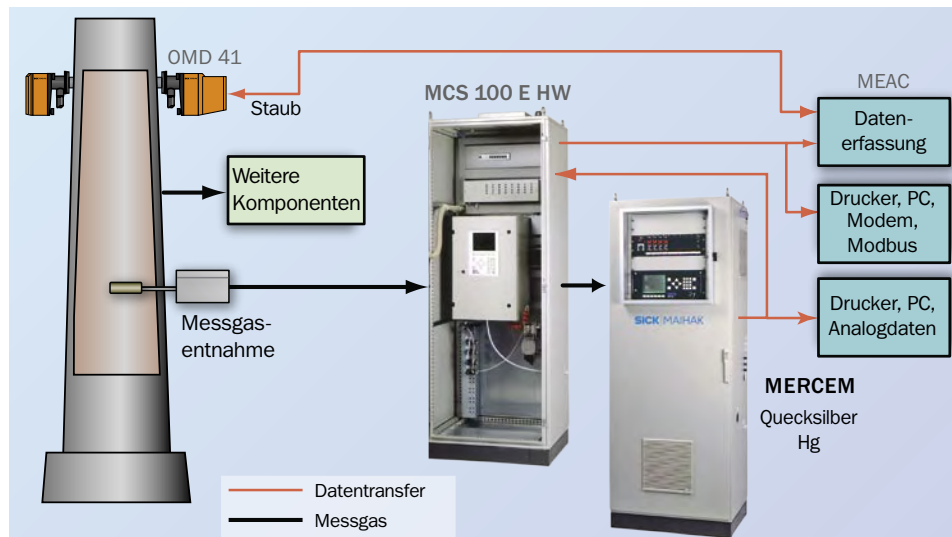 OMD 41
Staub
MCS 100 E HW
MEAC
Daten-
erfassung
Weitere
Komponenten
Drucker, PC,
Modem,
Modbus
Messgas-
entnahme
SICK MAIHAK
Drucker, PC,
Analogdaten
MERCEM
Quecksilber
Hg
Datentransfer
Messgas